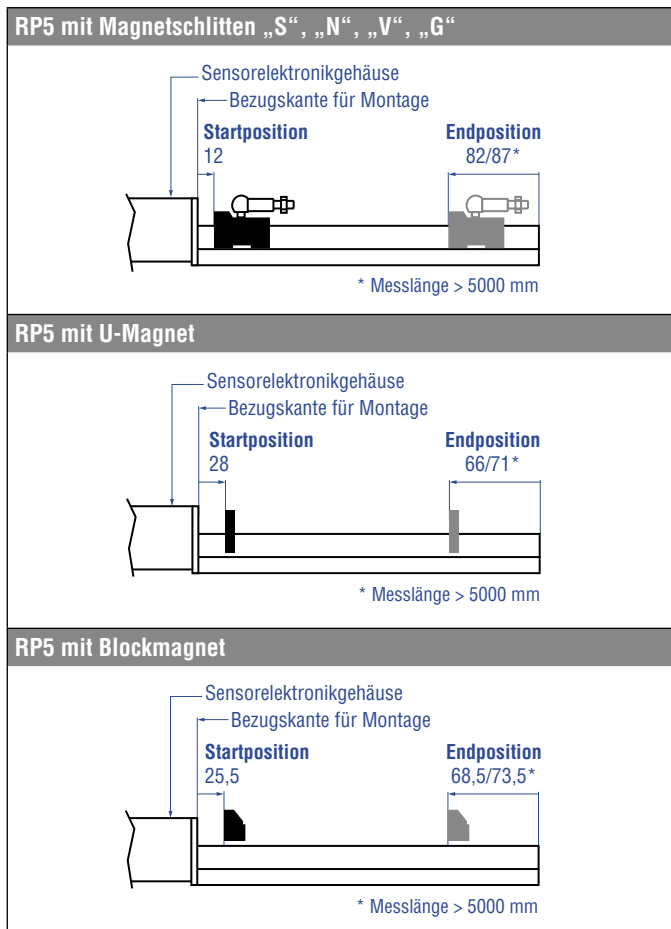 RP5 mit Magnetschlitten „S“, „N“, „V“, „G“
Sensorelektronikgehäuse
Bezugskante für Montage
Startposition
12
Endposition
82/87*
* Messlänge > 5000 mm
RP5 mit U-Magnet
Sensorelektronikgehäuse
Bezugskante für Montage
Startposition
28
Endposition
66/71*
* Messlänge > 5000 mm
RP5 mit Blockmagnet
Sensorelektronikgehäuse
Bezugskante für Montage
Startposition
25,5
Endposition
68,5/73,5*
* Messlänge > 5000 mm